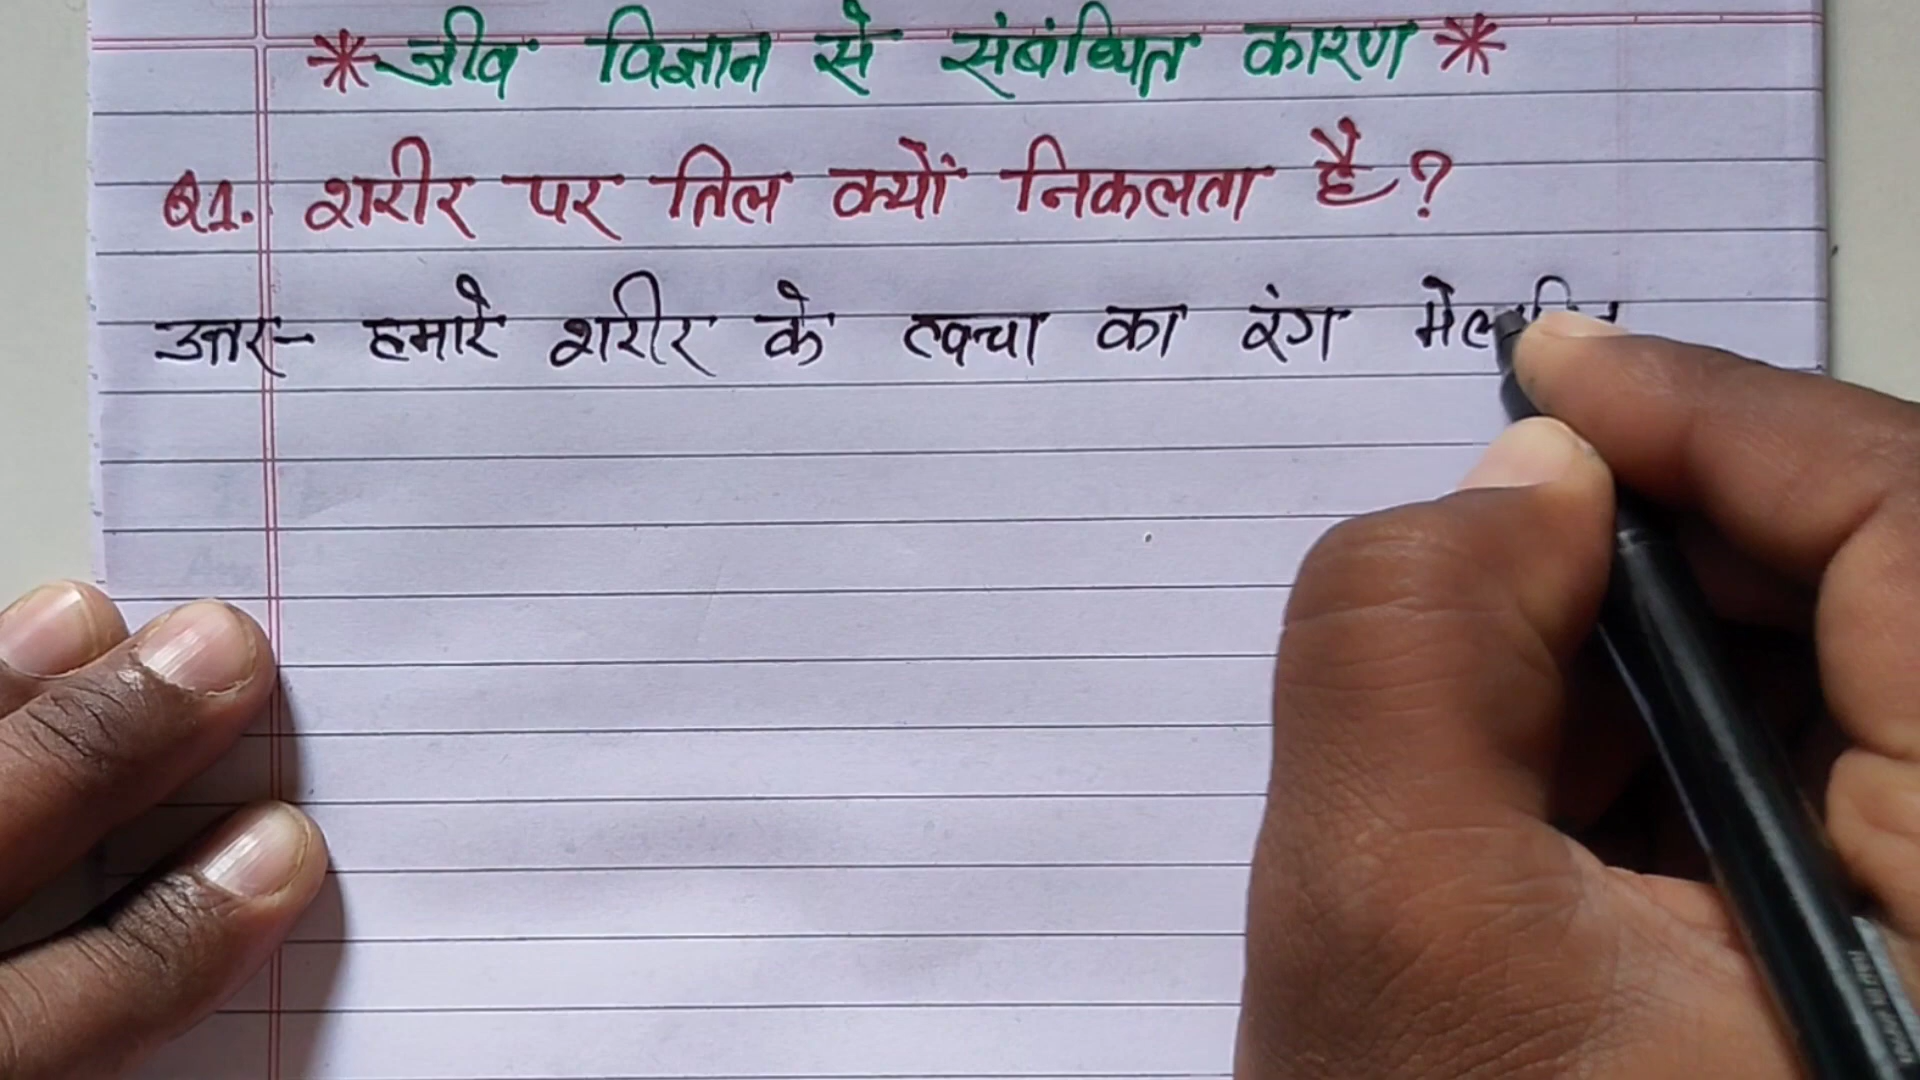 *जीव विज्ञान से संबंधित कारण*
Q1. शरीर पर तिल क्यों निकलता है?
उत्तर- हमारे शरीर के त्वचा का रंग